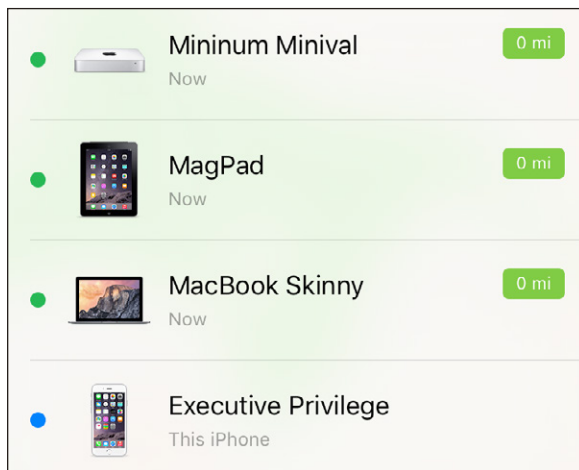 Mininum Minival
0 mi
Now
MagPad
0 mi
Now
MacBook Skinny
0 mi
Now
Executive Privilege
This iPhone